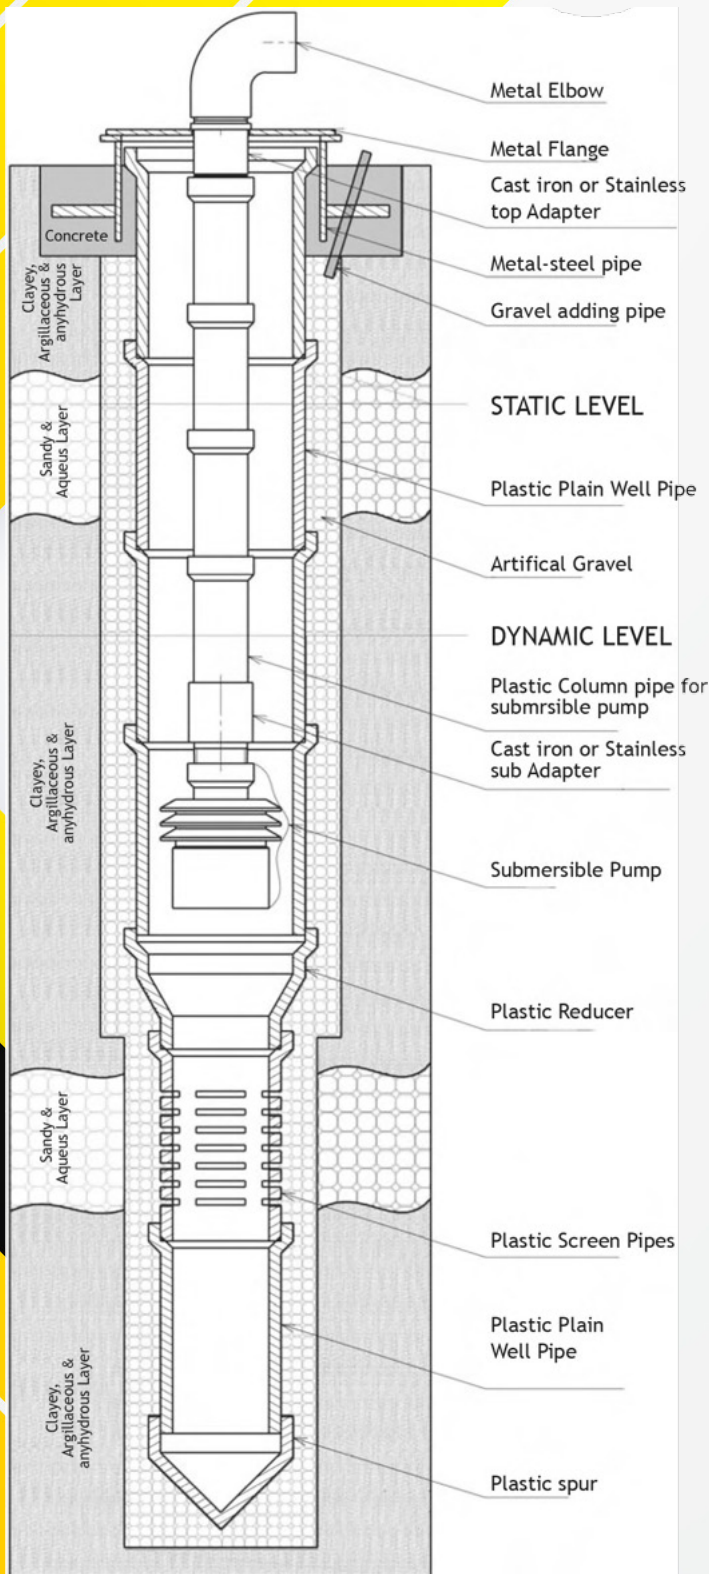 Metal Elbow
Metal Flange
Cast iron or Stainless
top Adapter
Concrete
Metal-steel pipe
Clayey,
Argillaceous &
anyhydrous
Layer
Gravel adding pipe
STATIC LEVEL
Sandy &
Aqueus Layer
Plastic Plain Well Pipe
Artifical Gravel
DYNAMIC LEVEL
Plastic Column pipe for
submrsible pump
Cast iron or Stainless
sub Adapter
Clayey,
Argillaceous &
anyhydrous Layer
Submersible Pump
Plastic Reducer
Sandy &
Aqueus Layer
Plastic Screen Pipes
Plastic Plain
Well Pipe
Clayey,
Argillaceous &
anyhydrous Layer
Plastic spur